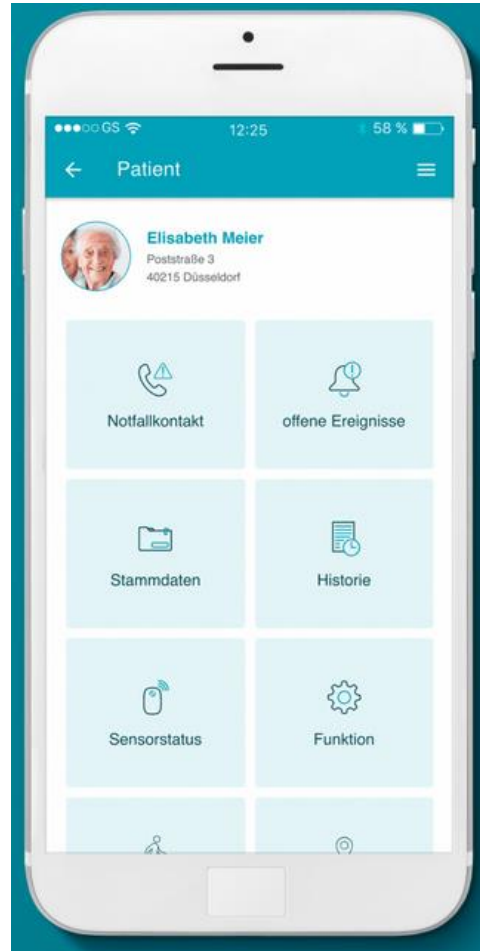 GS 12:25 58 %
Patient
Elisabeth Meier
Poststraße 3
40215 Düsseldorf
Notfallkontakt offene Ereignisse
Stammdaten Historie
Sensorstatus Funktion